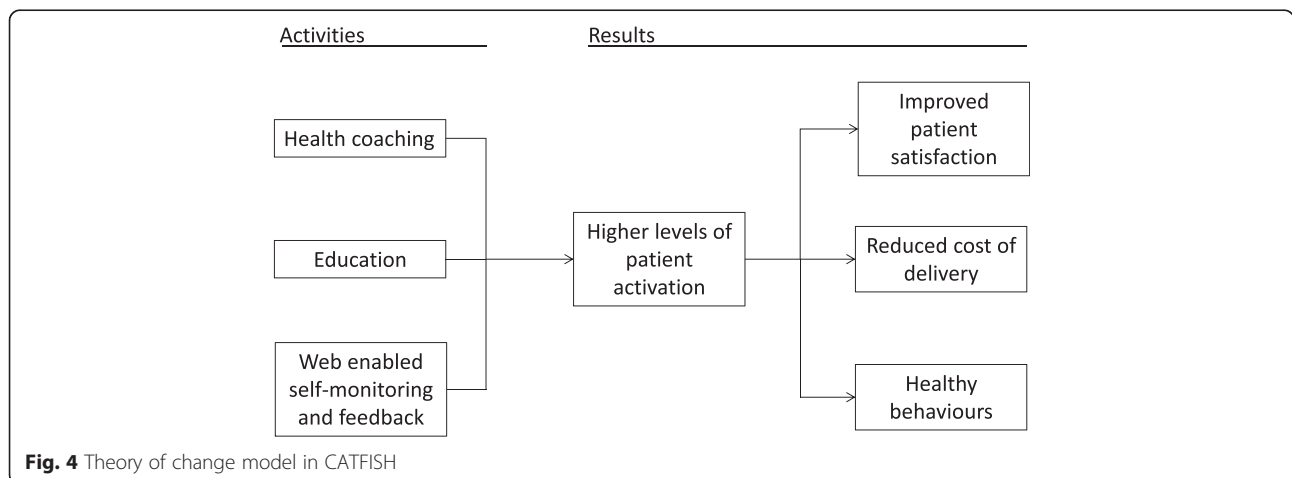 Activities
Results
Health coaching
Education
Web enabled
self-monitoring
and feedback
Higher levels of
patient
activation
Improved
patient
satisfaction
Reduced cost of
delivery
Healthy
behaviours
Fig. 4 Theory of change model in CATFISH